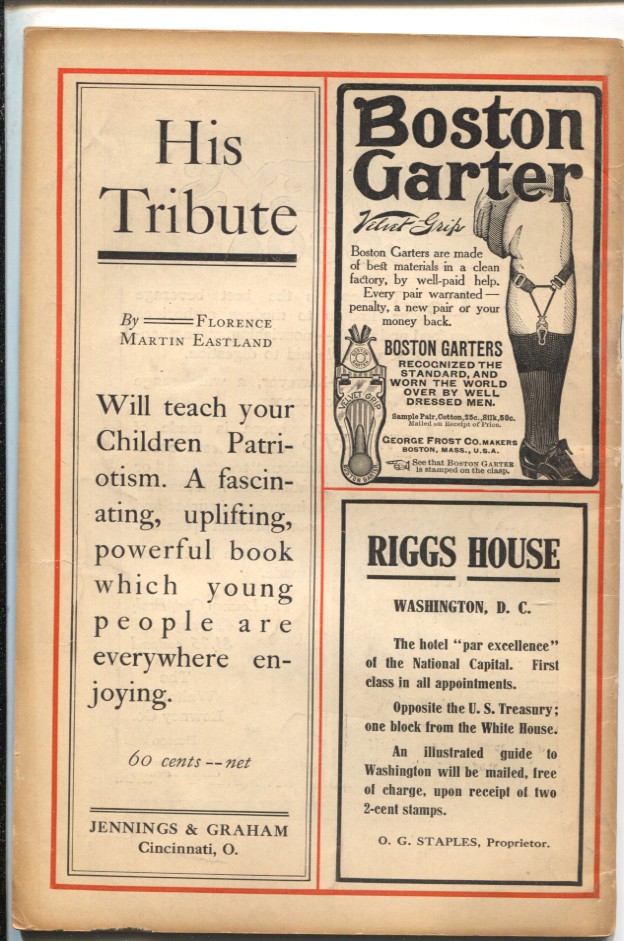 His
Tribute
By FLORENCE
MARTIN EASTLAND
Will teach your
Children Patri-
otism. A fascin-
ating, uplifting,
powerful book
which young
people are
everywhere en-
joying.
60 cents -- net
JENNINGS & GRAHAM
Cincinnati, O.
Boston
Garter
Velvet Grip
Boston Garters are made
of best materials in a clean
factory, by well-paid help.
Every pair warranted—
penalty, a new pair or your
money back.
BOSTON GARTERS
RECOGNIZED THE
STANDARD, AND
WORN THE WORLD
OVER BY WELL
DRESSED MEN.
Sample Pair, Cotton, 25c., Silk, 50c.
Mailed on Receipt of Price.
GEORGE FROST CO. MAKERS
BOSTON, MASS., U.S.A.
See that BOSTON GARTER
is stamped on the clasp.
VELVET GRIP
BOSTON GARTER
RIGGS HOUSE
WASHINGTON, D. C.
The hotel "par excellence"
of the National Capital. First
class in all appointments.
Opposite the U. S. Treasury;
one block from the White House.
An illustrated guide to
Washington will be mailed, free
of charge, upon receipt of two
2-cent stamps.
O. G. STAPLES, Proprietor.